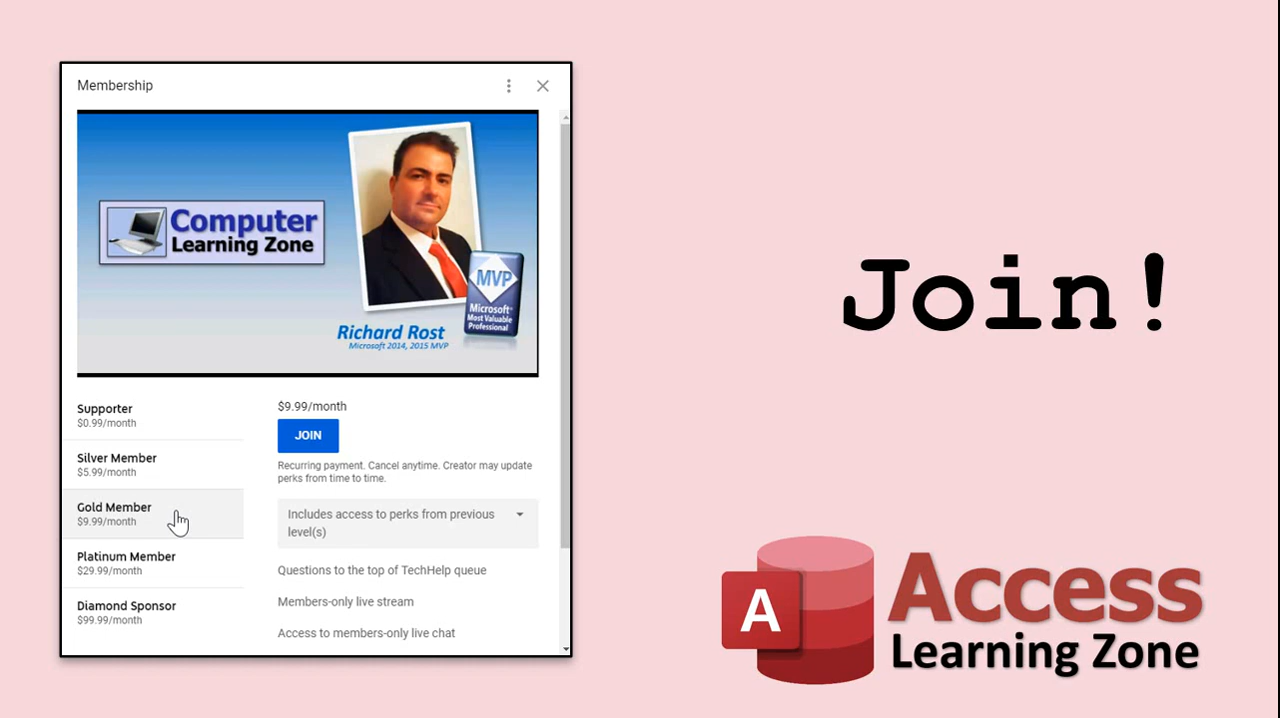 Membership
Computer
Learning Zone
MVP
Microsoft®
Most Valuable
Professional
Richard Rost
Microsoft 2014, 2015 MVP
Supporter
$0.99/month
Silver Member
$5.99/month
Gold Member
$9.99/month
Platinum Member
$29.99/month
Diamond Sponsor
$99.99/month
$9.99/month
JOIN
Recurring payment. Cancel anytime. Creator may update
perks from time to time.
Includes access to perks from previous
level(s)
Questions to the top of TechHelp queue
Members-only live stream
Access to members-only live chat
Join!
A
Access
Learning Zone